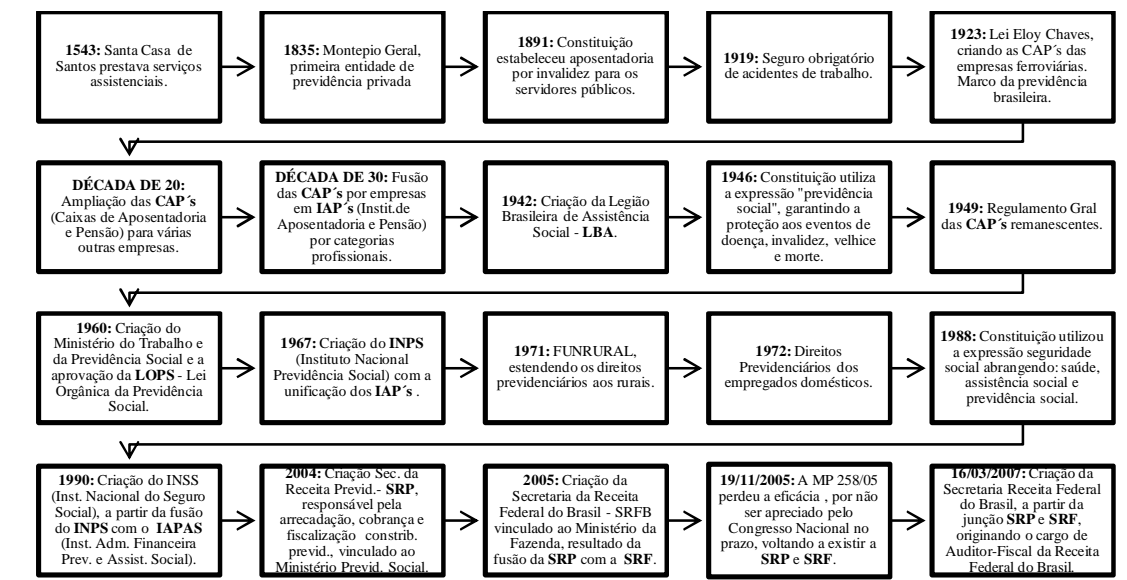 1543: Santa Casa de
Santos prestava serviços
assistenciais.
1835: Montepio Geral,
primeira entidade de
previdência privada
1891: Constituição
estabeleceu aposentadoria
por invalidez para os
servidores públicos.
1919: Seguro obrigatório
de acidentes de trabalho.
1923: Lei Eloy Chaves,
criando as CAP´s das
empresas ferroviárias.
Marco da previdência
brasileira.
DÉCADA DE 20:
Ampliação das CAP´s
(Caixas de Aposentadoria
e Pensão) para várias
outras empresas.
DÉCADA DE 30: Fusão
das CAP´s por empresas
em IAP´s (Instit.de
Aposentadoria e Pensão)
por categorias
profissionais.
1942: Criação da Legião
Brasileira de Assistência
Social - LBA.
1946: Constituição utiliza
a expressão "previdência
social", garantindo a
proteção aos eventos de
doença, invalidez, velhice
e morte.
1949: Regulamento Gral
das CAP´s remanescentes.
1960: Criação do
Ministério do Trabalho e
da Previdência Social e a
aprovação da LOPS - Lei
Orgânica da Previdência
Social.
1967: Criação do INPS
(Instituto Nacional
Previdência Social) com a
unificação dos IAP´s .
1971: FUNRURAL,
estendendo os direitos
previdenciários aos rurais.
1972: Direitos
Previdenciários dos
empregados domésticos.
1988: Constituição utilizou
a expressão seguridade
social abrangendo: saúde,
assistência social e
previdência social.
1990: Criação do INSS
(Inst. Nacional do Seguro
Social), a partir da fusão
do INPS com o IAPAS
(Inst. Adm. Financeira
Prev. e Assist. Social).
2004: Criação Sec. da
Receita Previd.- SRP,
responsável pela
arrecadação, cobrança e
fiscalização constrib.
previd., vinculado ao
Ministério Previd. Social.
2005: Criação da
Secretaria da Receita
Federal do Brasil - SRFB
vinculado ao Ministério da
Fazenda, resultado da
fusão da SRP com a SRF.
19/11/2005: A MP 258/05
perdeu a eficácia , por não
ser apreciado pelo
Congresso Nacional no
prazo, voltando a existir a
SRP e SRF.
16/03/2007: Criação da
Secretaria Receita Federal
do Brasil, a partir da
junção SRP e SRF,
originando o cargo de
Auditor-Fiscal da Receita
Federal do Brasil.